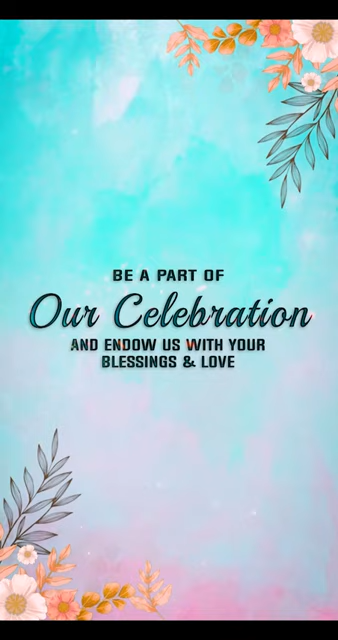 BE A PART OF
Our Celebration
AND ENDOW US WITH YOUR
BLESSINGS & LOVE